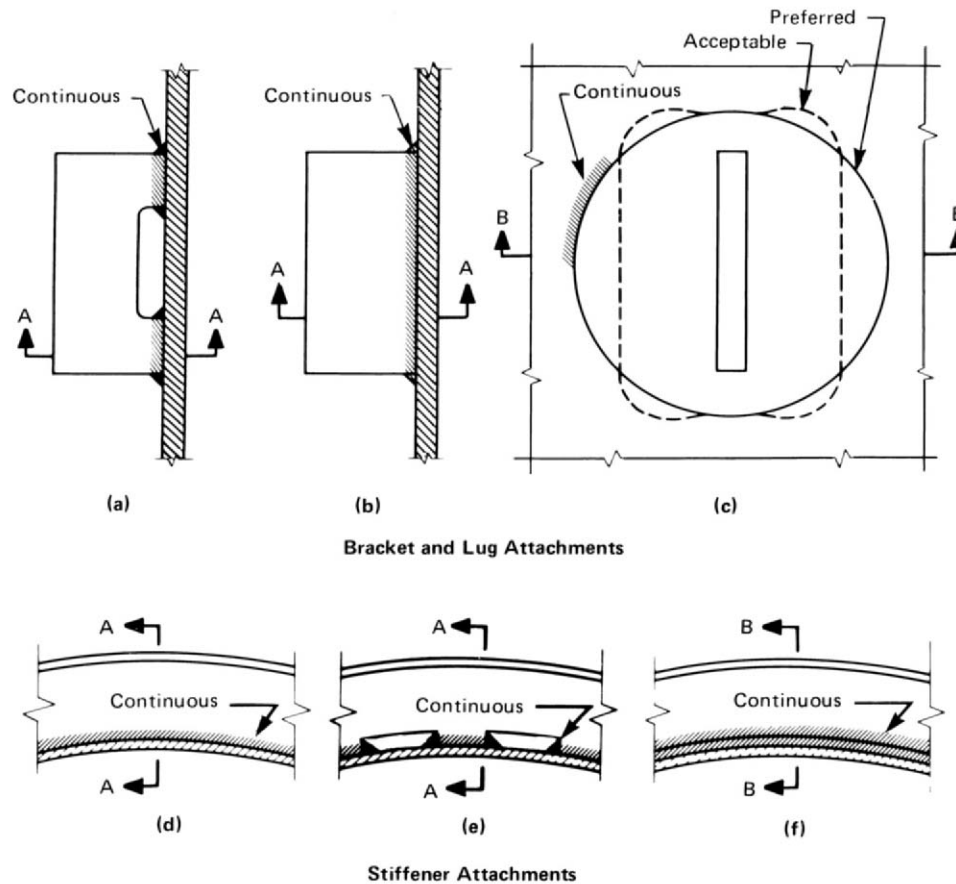 Preferred
Acceptable
Continuous
Continuous
Continuous
B
B
A
A
A
A
(a)
(b)
(c)
Bracket and Lug Attachments
A
A
B
Continuous
Continuous
Continuous
A
A
B
(d)
(e)
(f)
Stiffener Attachments